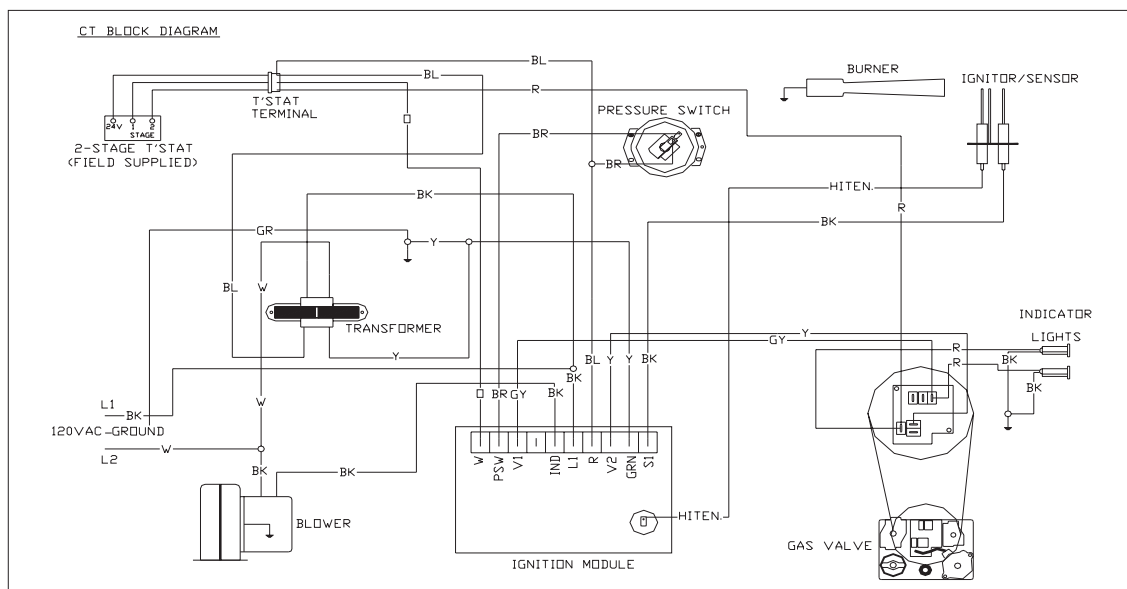 CT BLOCK DIAGRAM
BL
BL
R
BURNER
IGNITOR/SENSOR
T'STAT
TERMINAL
24V 1 2
STAGE
2-STAGE T'STAT
(FIELD SUPPLIED)
PRESSURE SWITCH
BR
BR
HITEN.
BK
R
BK
GR
Y
BL
W
TRANSFORMER
Y
INDICATOR
LIGHTS
Y
GY
R
R
BK
BK
BL
Y
BK
BK
BR
GY
BK
W
L1
BK
120VAC-GROUND
W
L2
BK
BK
W
PSW
V1
IND
L1
R
V2
GRN
S1
HITEN.
BLOWER
IGNITION MODULE
GAS VALVE